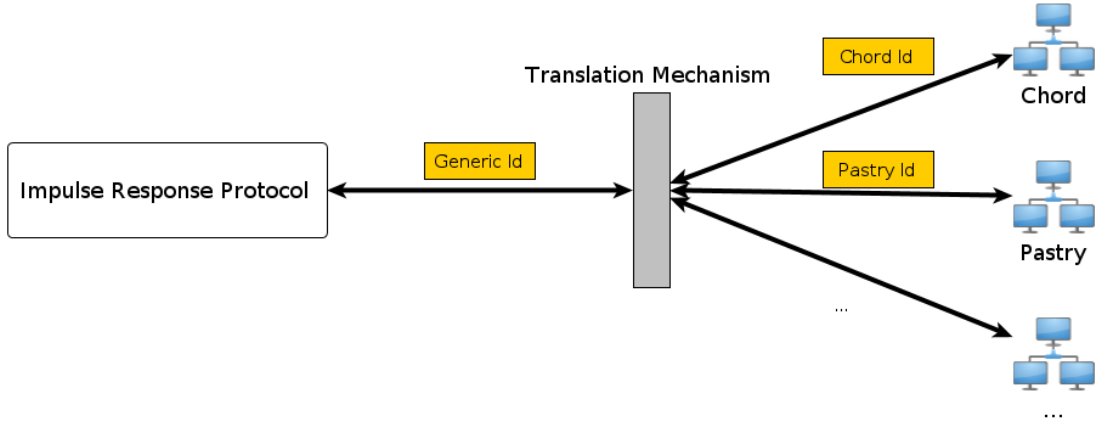 Chord Id
Translation Mechanism
Chord
Generic Id
Impulse Response Protocol
Pastry Id
Pastry
...
...